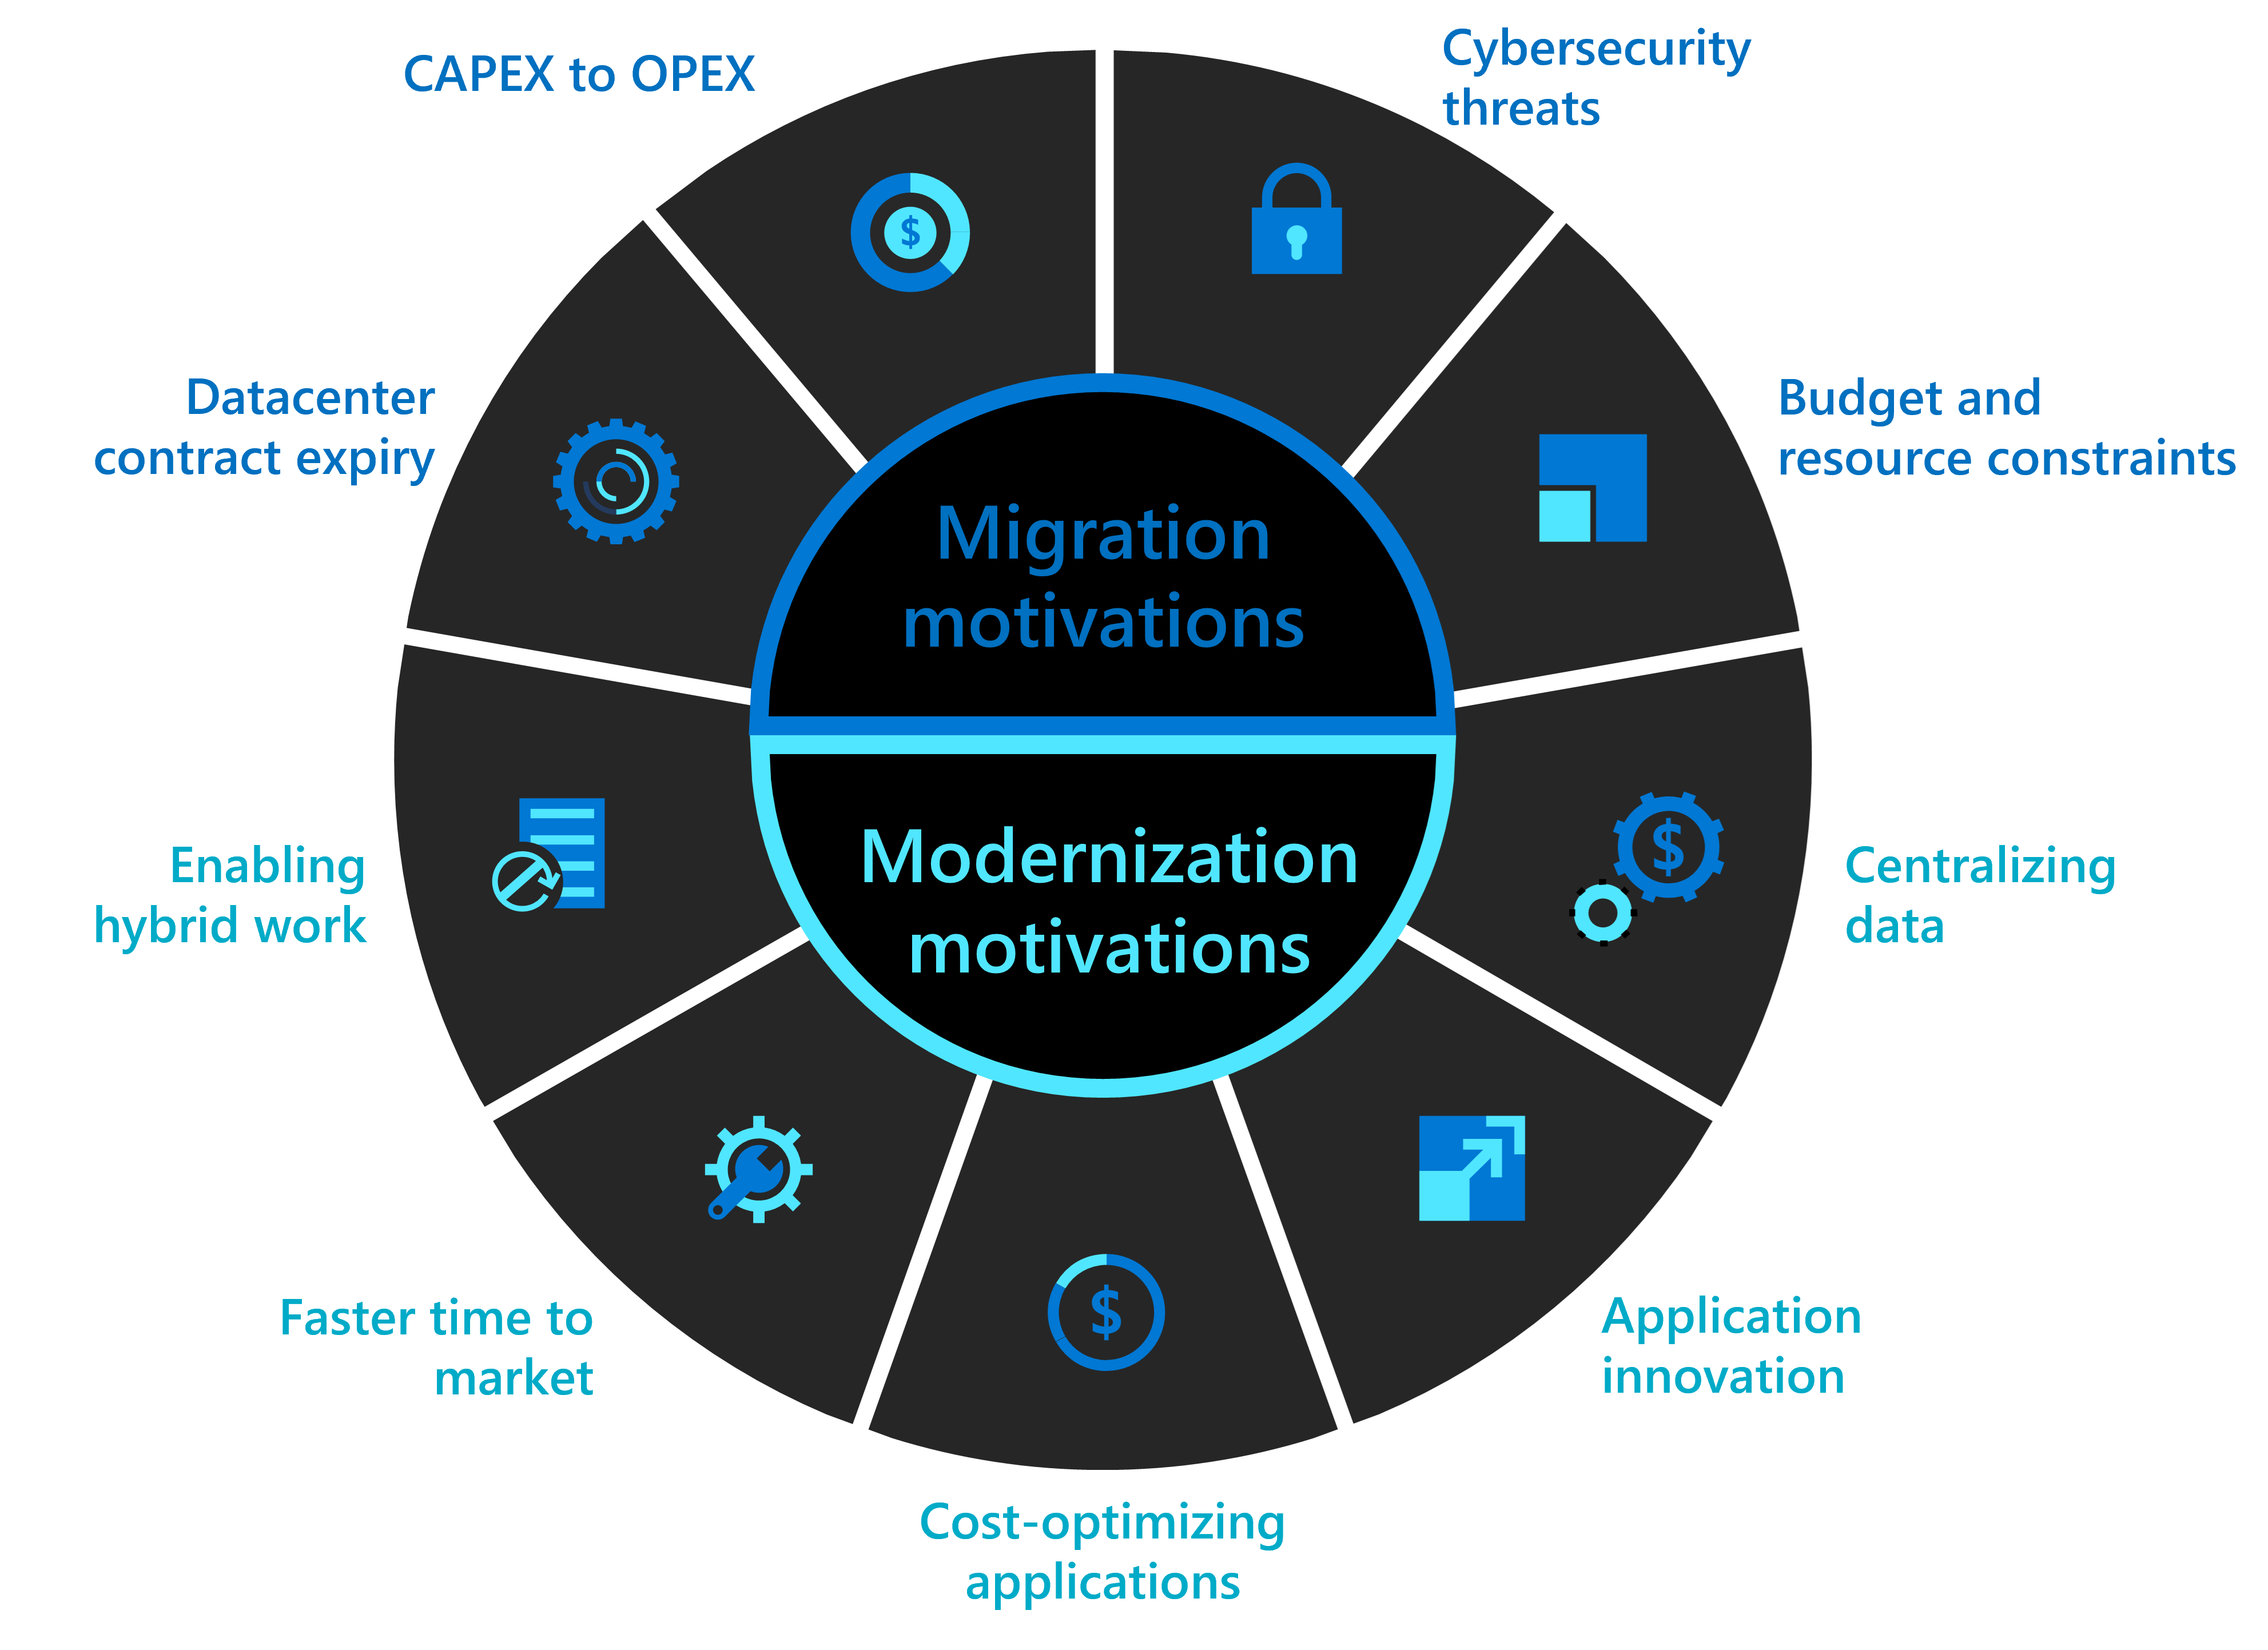 CAPEX to OPEX
Cybersecurity
threats
Datacenter
contract expiry
Budget and
resource constraints
$
Migration
motivations
Modernization
motivations
$
Enabling
hybrid work
Centralizing
data
Faster time to
market
Application
innovation
$
Cost-optimizing
applications